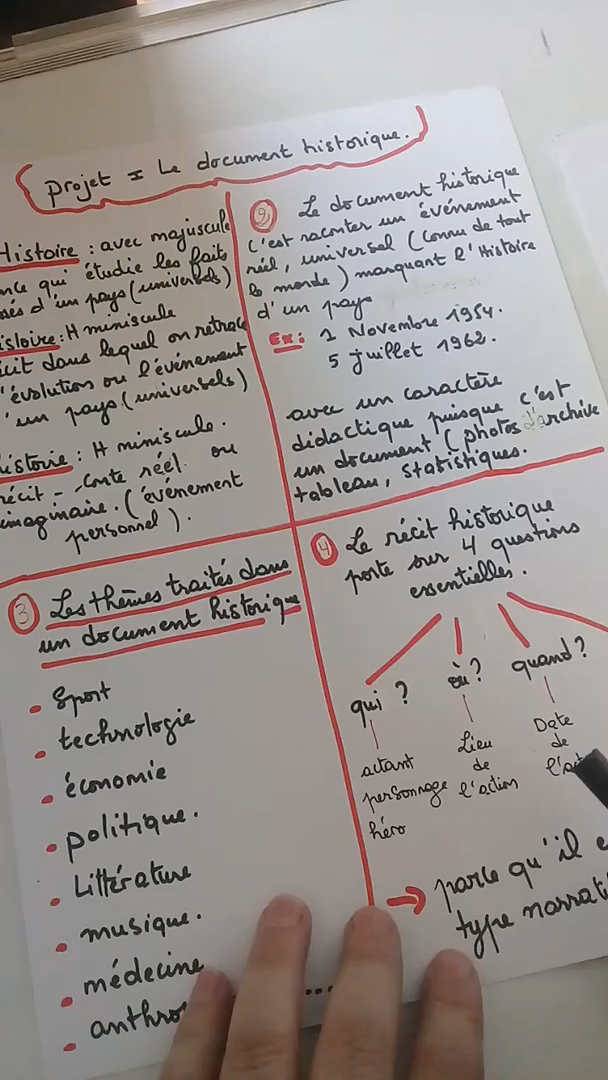 projet I Le document historique.
Histoire : avec majuscule
qui étudie les faits
d'un pays (universels)
: H miniscule
dans lequel on retrace
l'évolution ou l'événement
d'un pays (universels)
: H miniscule.
récit - conte réel ou
imaginaire. (événement
personnel).
2 Le document historique
c'est raconter un événement
réel, universel (connu de tout
le monde) marquant l'Histoire
d'un pays
Ex: 1 Novembre 1954.
5 juillet 1962.
avec un caractère
didactique puisque c'est
un document (photos d'archive
tableau, statistiques.
3 Les thèmes traités dans
un document historique
• Sport
• technologie
• économie
• politique.
• Littérature
• musique.
• médecine
• anthro
...
4 Le récit historique
porte sur 4 questions
essentielles.
qui ? où ? quand ?
actant
personnage
héro
Lieu
de
l'action
Date
de
→ parce qu'il
type narrati